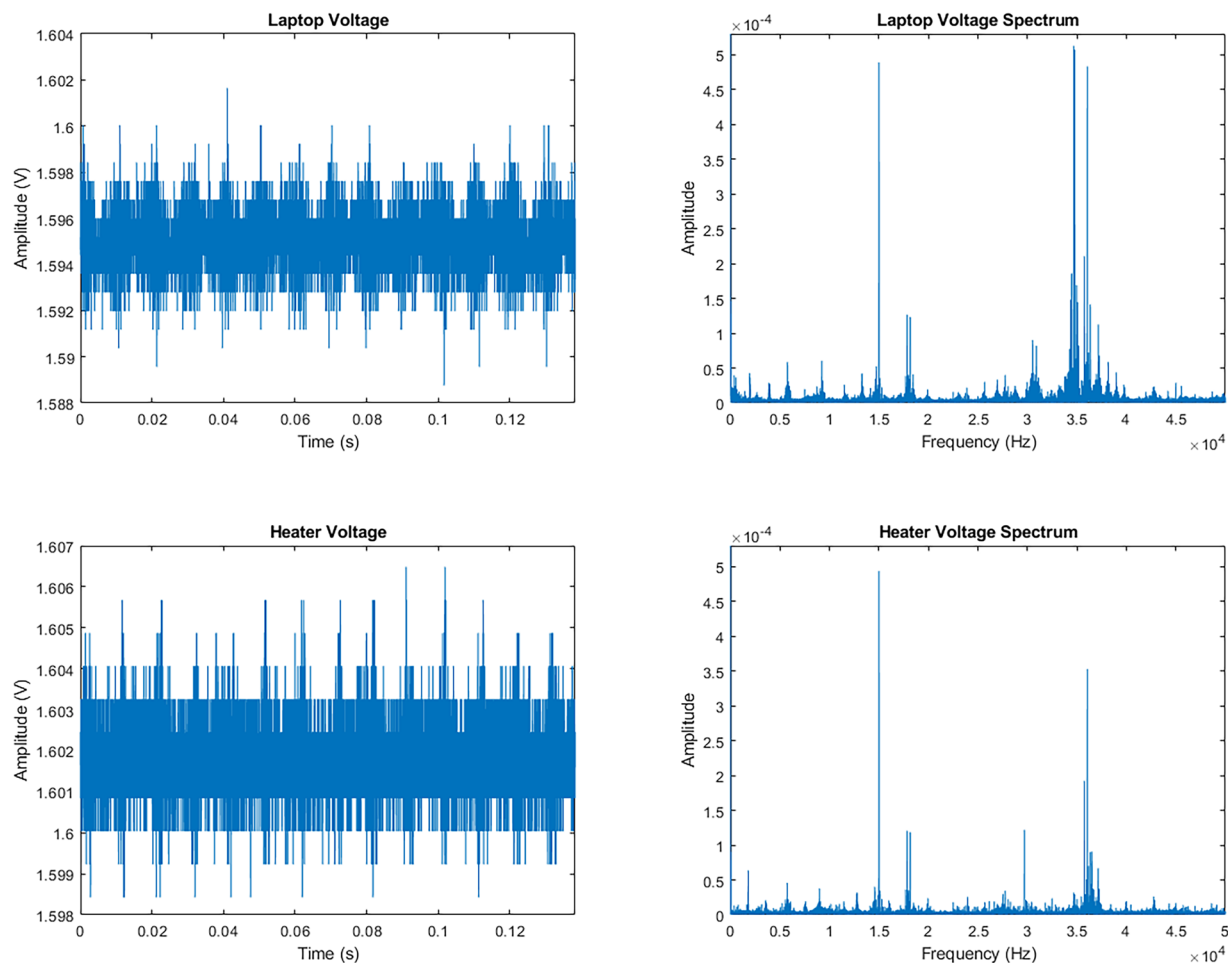 Laptop Voltage
1.604
1.602
1.6
1.598
1.596
1.594
1.592
1.59
1.588
Amplitude (V)
0 0.02 0.04 0.06 0.08 0.1 0.12
Time (s)
Laptop Voltage Spectrum
×10⁻⁴
5
4.5
4
3.5
3
2.5
2
1.5
1
0.5
0
Amplitude
0 0.5 1 1.5 2 2.5 3 3.5 4 4.5
Frequency (Hz)
×10⁴
Heater Voltage
1.607
1.606
1.605
1.604
1.603
1.602
1.601
1.6
1.599
1.598
Amplitude (V)
0 0.02 0.04 0.06 0.08 0.1 0.12
Time (s)
Heater Voltage Spectrum
×10⁻⁴
5
4.5
4
3.5
3
2.5
2
1.5
1
0.5
0
Amplitude
0 0.5 1 1.5 2 2.5 3 3.5 4 4.5 5
Frequency (Hz)
×10⁴